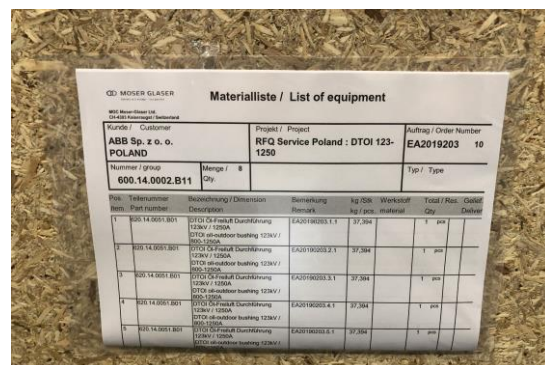 MOSER GLASER
Materialliste / List of equipment
MGC Moser-Glaser Ltd.
CH-4303 Kaiseraugst / Switzerland
Kunde / Customer
Projekt / Project
Auftrag / Order Number
ABB Sp. z o. o.
POLAND
RFQ Service Poland : DTOI 123-
1250
EA2019203 10
Nummer / group
Menge / 8
Qty.
Typ / Type
600.14.0002.B11
Pos Teilenummer Bezeichnung / Dimension Bemerkung kg /Stk Werkstoff Total / Res. Gelief
Item Part number Description Remark kg / pcs. material Qty Deliver
1 620.14.0051.B01 DTOI Öl-Freiluft Durchführung EA20190203.1.1 37,394 1 pcs
123kV / 1250A
DTOI oil-outdoor bushing 123kV /
800-1250A
2 620.14.0051.B01 DTOI Öl-Freiluft Durchführung EA20190203.2.1 37,394 1 pcs
123kV / 1250A
DTOI oil-outdoor bushing 123kV /
800-1250A
3 620.14.0051.B01 DTOI Öl-Freiluft Durchführung EA20190203.3.1 37,394 1 pcs
123kV / 1250A
DTOI oil-outdoor bushing 123kV /
800-1250A
4 620.14.0051.B01 DTOI Öl-Freiluft Durchführung EA20190203.4.1 37,394 1 pcs
123kV / 1250A
DTOI oil-outdoor bushing 123kV /
800-1250A
5 620.14.0051.B01 DTOI Öl-Freiluft Durchführung EA20190203.5.1 37,394 1 pcs
123kV / 1250A
DTOI oil-outdoor bushing 123kV /
800-1250A